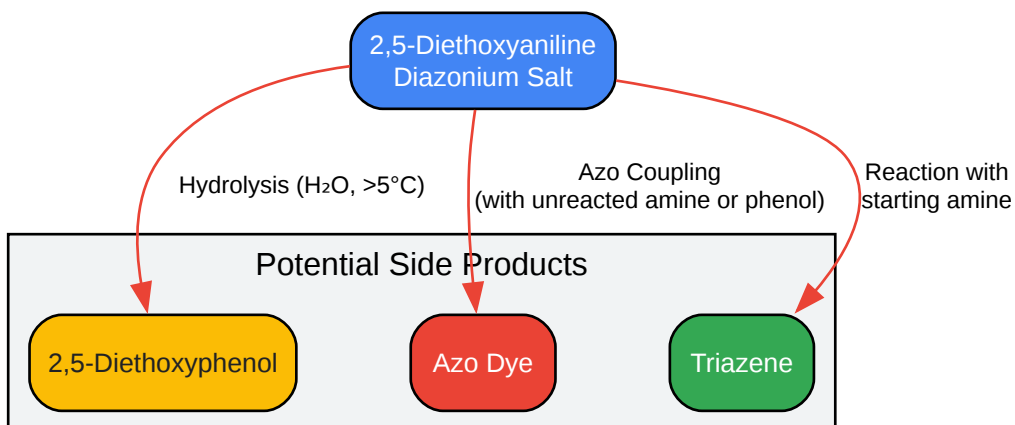 2,5-Diethoxyaniline
Diazonium Salt
Hydrolysis (H₂O, >5°C)
Azo Coupling
(with unreacted amine or phenol)
Reaction with
starting amine
Potential Side Products
2,5-Diethoxyphenol
Azo Dye
Triazene